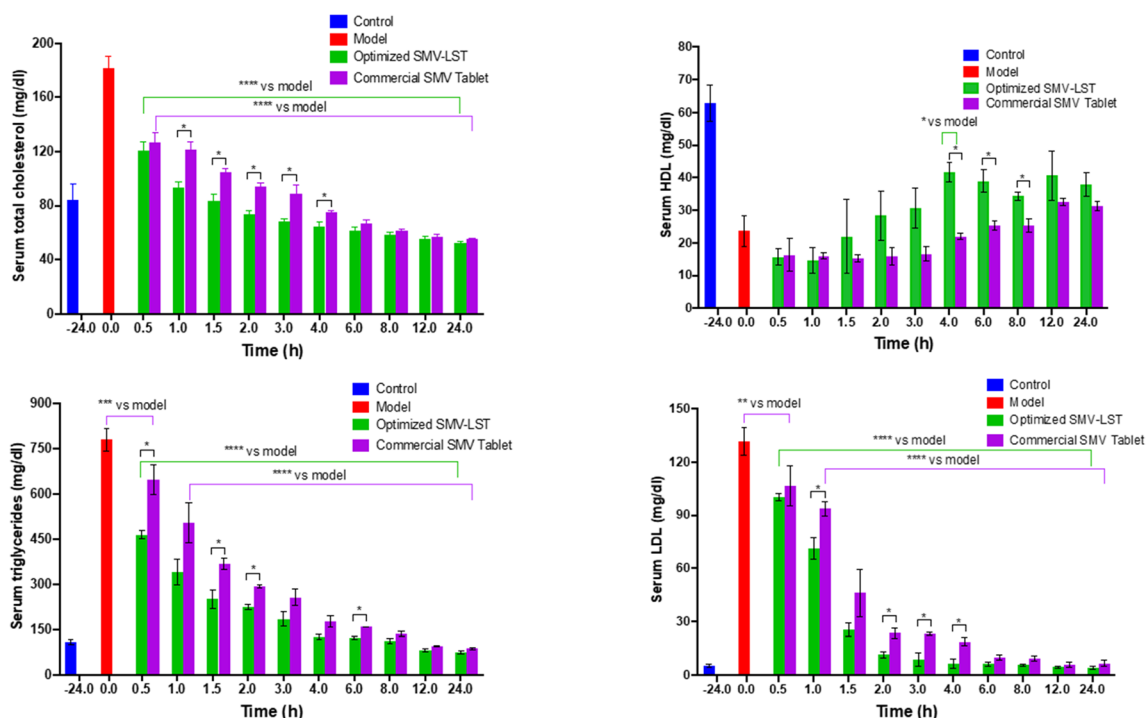 Control
Model
Optimized SMV-LST
Commercial SMV Tablet
**** vs model
**** vs model
*
*
*
*
*
Serum total cholesterol (mg/dl)
200
160
120
80
40
0
-24.0 0.0 0.5 1.0 1.5 2.0 3.0 4.0 6.0 8.0 12.0 24.0
Time (h)
Control
Model
Optimized SMV-LST
Commercial SMV Tablet
* vs model
*
*
*
Serum HDL (mg/dl)
80
70
60
50
40
30
20
10
0
-24.0 0.0 0.5 1.0 1.5 2.0 3.0 4.0 6.0 8.0 12.0 24.0
Time (h)
Control
Model
Optimized SMV-LST
Commercial SMV Tablet
*** vs model
*
**** vs model
**** vs model
*
*
*
Serum triglycerides (mg/dl)
900
750
600
450
300
150
0
-24.0 0.0 0.5 1.0 1.5 2.0 3.0 4.0 6.0 8.0 12.0 24.0
Time (h)
Control
Model
Optimized SMV-LST
Commercial SMV Tablet
** vs model
**** vs model
**** vs model
*
*
*
*
Serum LDL (mg/dl)
150
120
90
60
30
0
-24.0 0.0 0.5 1.0 1.5 2.0 3.0 4.0 6.0 8.0 12.0 24.0
Time (h)